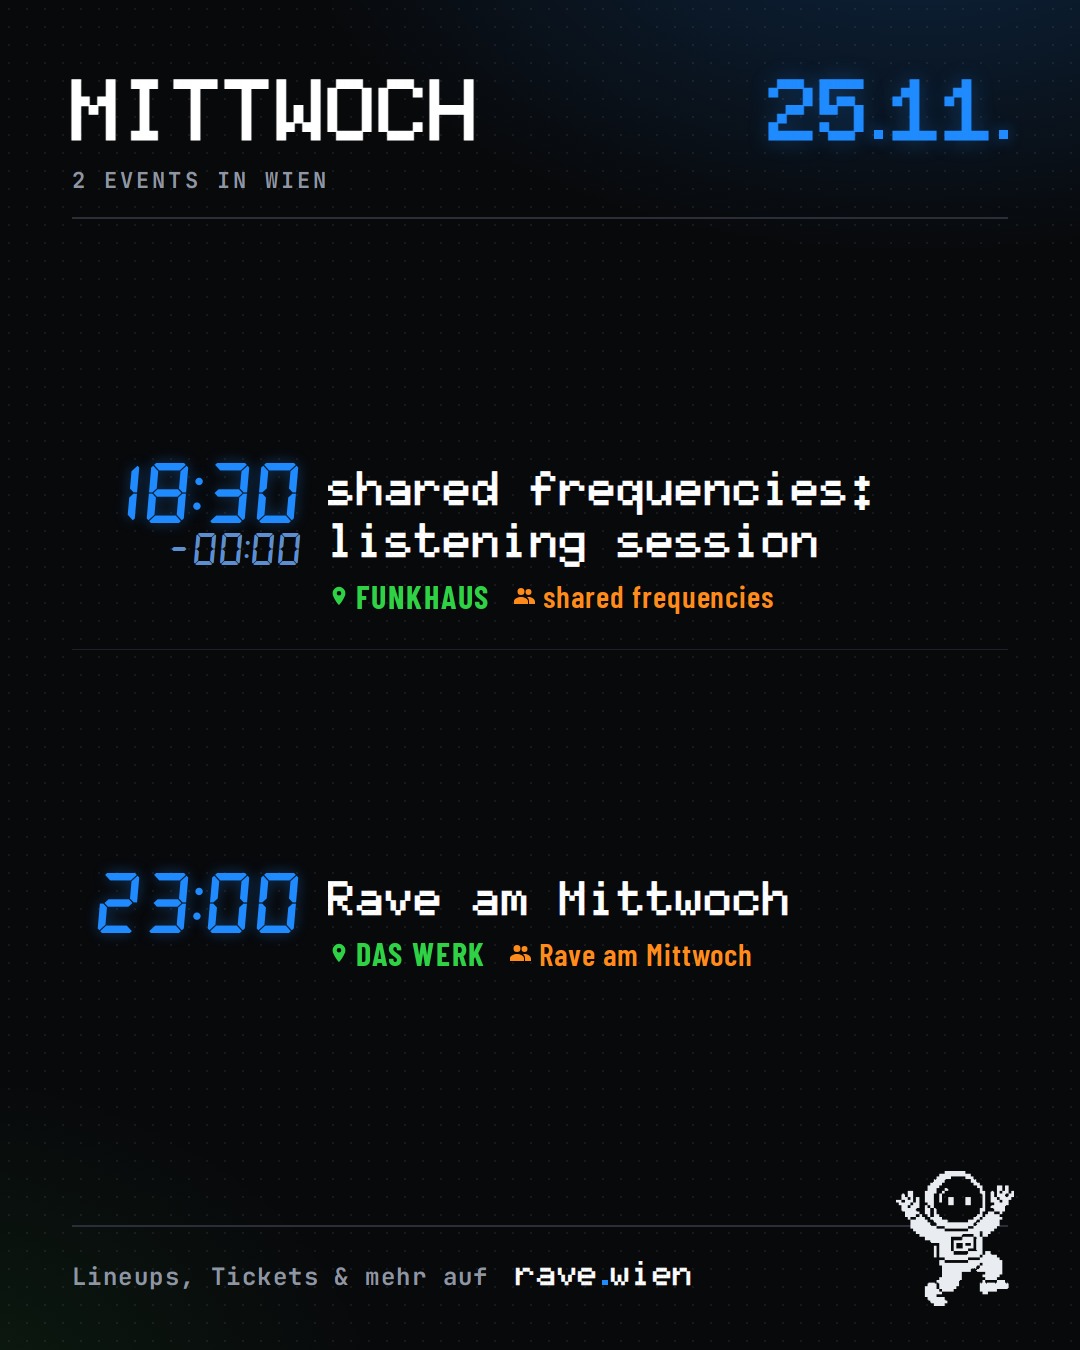 MITTWOCH 25.11.
2 EVENTS IN WIEN
18:30 shared frequencies:
-00:00 listening session
FUNKHAUS shared frequencies
23:00 Rave am Mittwoch
DAS WERK Rave am Mittwoch
Lineups, Tickets & mehr auf rave.wien